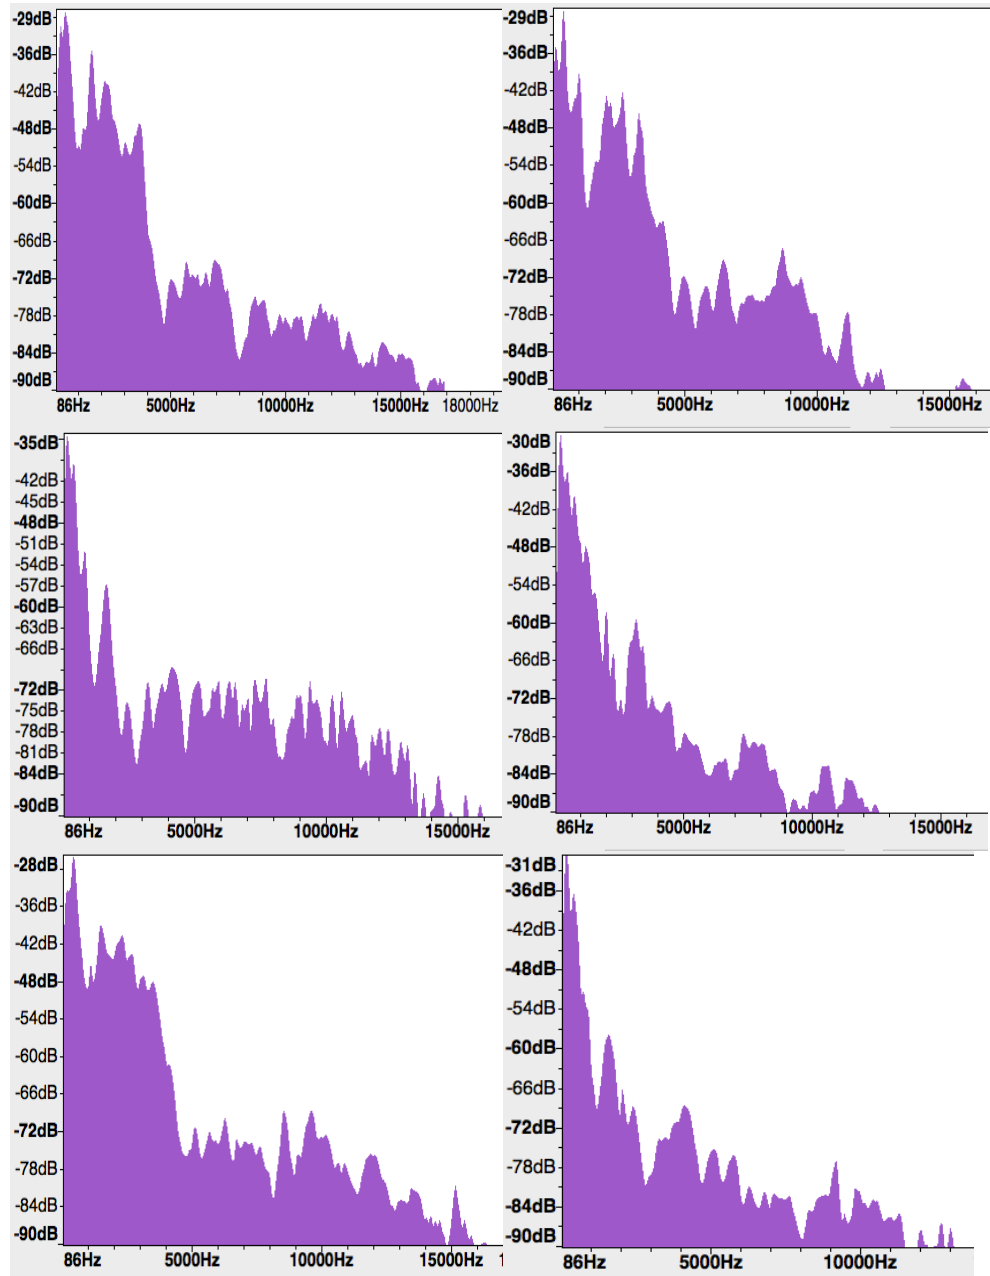 -29dB
-36dB
-42dB
-48dB
-54dB
-60dB
-66dB
-72dB
-78dB
-84dB
-90dB
86Hz 5000Hz 10000Hz 15000Hz 18000Hz
-29dB
-36dB
-42dB
-48dB
-54dB
-60dB
-66dB
-72dB
-78dB
-84dB
-90dB
86Hz 5000Hz 10000Hz 15000Hz
-35dB
-42dB
-45dB
-48dB
-51dB
-54dB
-57dB
-60dB
-63dB
-66dB
-72dB
-75dB
-78dB
-81dB
-84dB
-90dB
86Hz 5000Hz 10000Hz 15000Hz
-30dB
-36dB
-42dB
-48dB
-54dB
-60dB
-66dB
-72dB
-78dB
-84dB
-90dB
86Hz 5000Hz 10000Hz 15000Hz
-28dB
-36dB
-42dB
-48dB
-54dB
-60dB
-66dB
-72dB
-78dB
-84dB
-90dB
86Hz 5000Hz 10000Hz 15000Hz 1
-31dB
-36dB
-42dB
-48dB
-54dB
-60dB
-66dB
-72dB
-78dB
-84dB
-90dB
86Hz 5000Hz 10000Hz